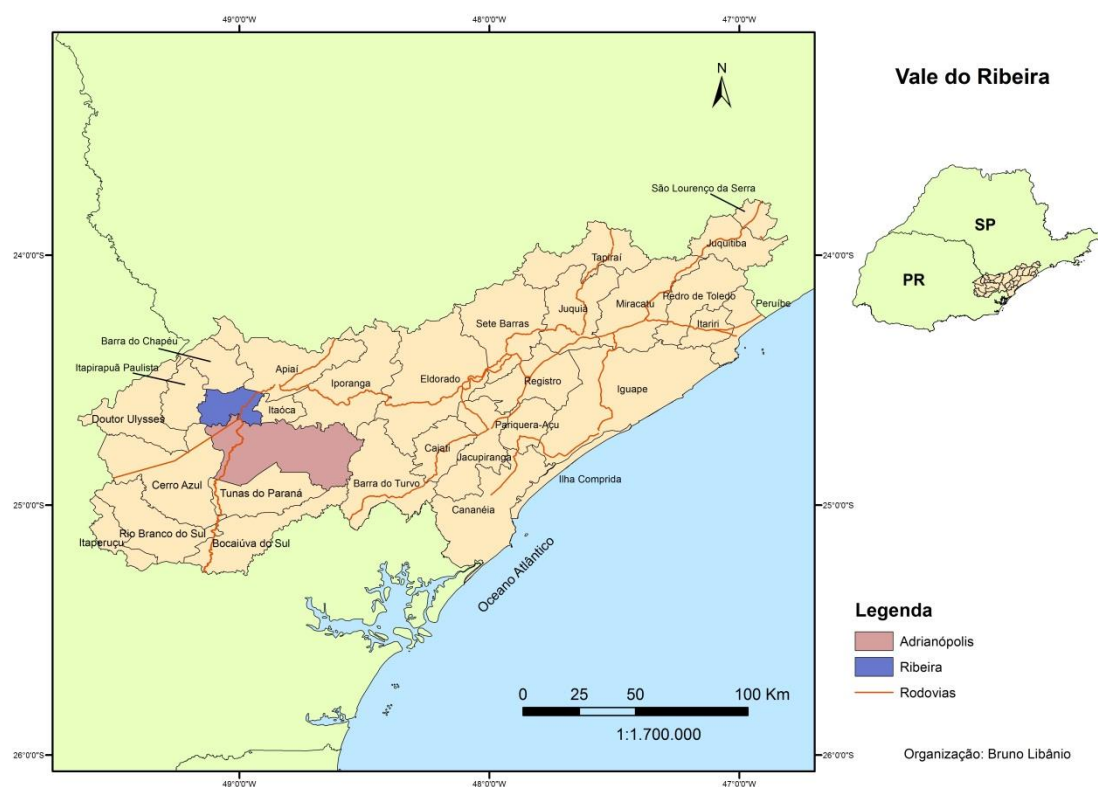 49°0'0"W
48°0'0"W
47°0'0"W
N
Vale do Ribeira
São Lourenço da Serra
Juquitiba
SP
24°0'0"S
24°0'0"S
Tapiraí
PR
Juquiá
Miracatu
Pedro de Toledo
Peruíbe
Sete Barras
Itariri
Barra do Chapéu
Itapirapuã Paulista
Apiaí
Iporanga
Eldorado
Registro
Iguape
Itaóca
Doutor Ulysses
Pariquera-Açu
Cajati
Jacupiranga
Ilha Comprida
Cerro Azul
Tunas do Paraná
Barra do Turvo
25°0'0"S
25°0'0"S
Cananéia
Rio Branco do Sul
Itaperuçu
Bocaiúva do Sul
Oceano Atlântico
Legenda
Adrianópolis
Ribeira
Rodovias
0 25 50 100 Km
1:1.700.000
26°0'0"S
26°0'0"S
Organização: Bruno Libânio
49°0'0"W
48°0'0"W
47°0'0"W